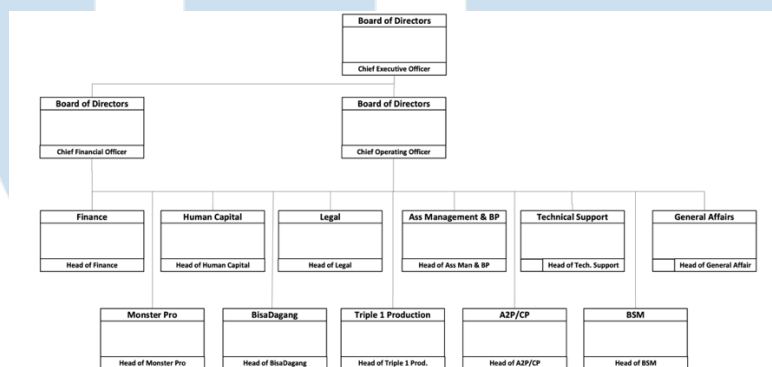 Board of Directors
Chief Executive Officer
Board of Directors
Board of Directors
Chief Financial Officer
Chief Operating Officer
Finance
Human Capital
Legal
Ass Management & BP
Technical Support
General Affairs
Head of Finance
Head of Human Capital
Head of Legal
Head of Ass Man & BP
Head of Tech. Support
Head of General Affair
Monster Pro
BisaDagang
Triple 1 Production
A2P/CP
BSM
Head of Monster Pro
Head of BisaDagang
Head of Triple 1 Prod.
Head of A2P/CP
Head of BSM